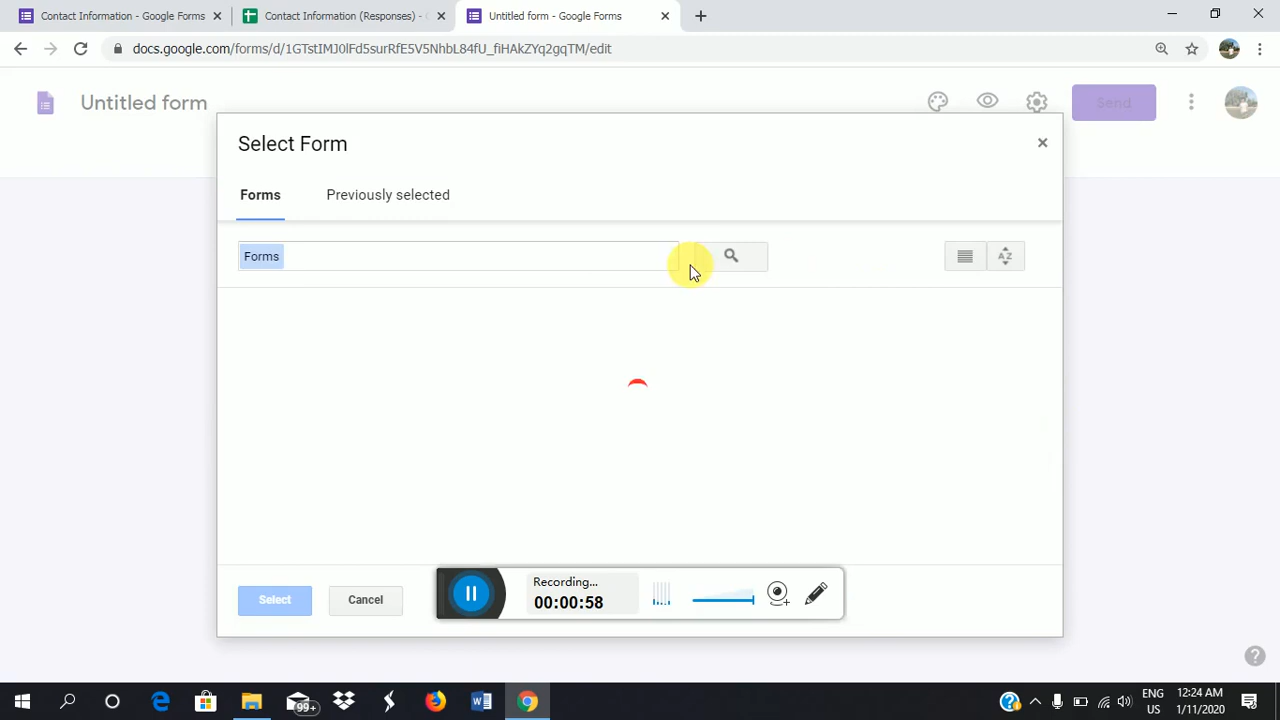 Contact Information - Google Forms
Contact Information (Responses) - G
Untitled form - Google Forms
docs.google.com/forms/d/1GTstIMJ0lFd5surRfE5V5NhbL84fU_fiHAkZYq2gqTM/edit
Untitled form
Send
Select Form
Forms
Previously selected
Forms
AZ
Select
Cancel
Recording...
00:00:58
99+
ENG
US
12:24 AM
1/11/2020